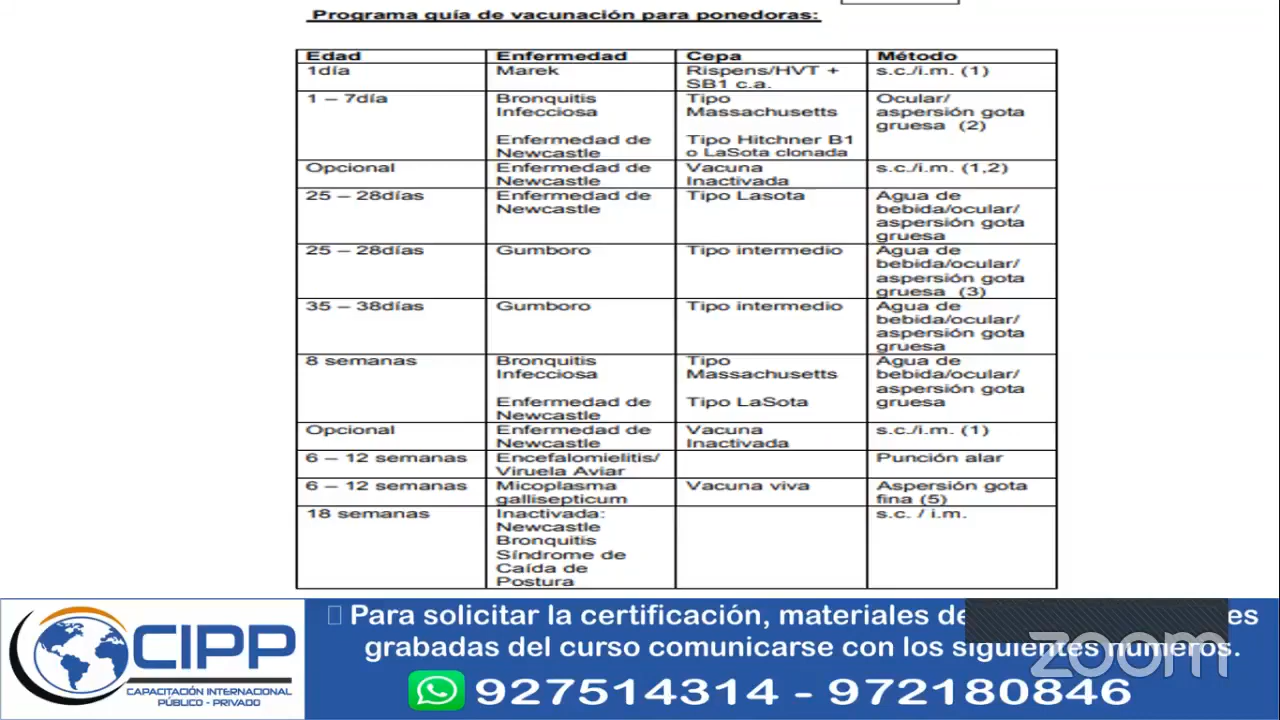 Programa guía de vacunación para ponedoras:
Edad Enfermedad Cepa Método
1día Marek Rispens/HVT + s.c./i.m. (1)
SB1 c.a.
1 – 7día Bronquitis Tipo Ocular/
Infecciosa Massachusetts aspersión gota
gruesa (2)
Enfermedad de Tipo Hitchner B1
Newcastle o LaSota clonada
Opcional Enfermedad de Vacuna s.c./i.m. (1,2)
Newcastle Inactivada
25 – 28días Enfermedad de Tipo Lasota Agua de
Newcastle bebida/ocular/
aspersión gota
gruesa
25 – 28días Gumboro Tipo intermedio Agua de
bebida/ocular/
aspersión gota
gruesa (3)
35 – 38días Gumboro Tipo intermedio Agua de
bebida/ocular/
aspersión gota
gruesa
8 semanas Bronquitis Tipo Agua de
Infecciosa Massachusetts bebida/ocular/
aspersión gota
Enfermedad de Tipo LaSota gruesa
Newcastle
Opcional Enfermedad de Vacuna s.c./i.m. (1)
Newcastle Inactivada
6 – 12 semanas Encefalomielitis/ Punción alar
Viruela Aviar
6 – 12 semanas Micoplasma Vacuna viva Aspersión gota
gallisepticum fina (5)
18 semanas Inactivada: s.c. / i.m.
Newcastle
Bronquitis
Síndrome de
Caída de
Postura
CIPP
CAPACITACIÓN INTERNACIONAL
PÚBLICO - PRIVADO
Para solicitar la certificación, materiales de es
grabadas del curso comunicarse con los siguientes números.
927514314 - 972180846
zoom